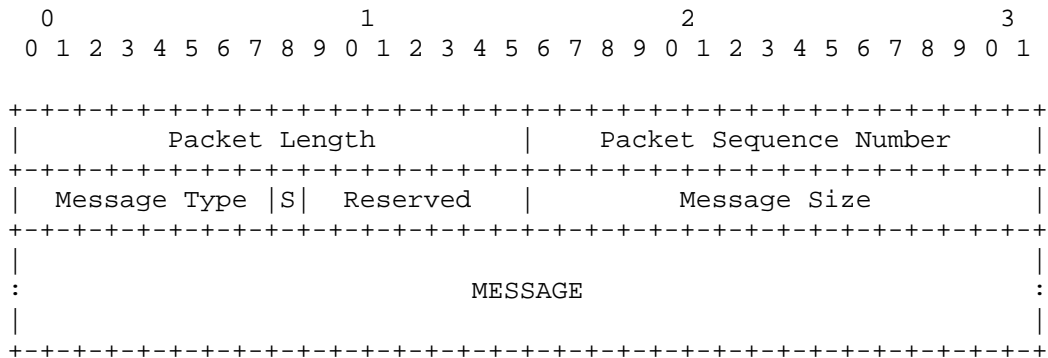 0                   1                   2                   3
 0 1 2 3 4 5 6 7 8 9 0 1 2 3 4 5 6 7 8 9 0 1 2 3 4 5 6 7 8 9 0 1

+-+-+-+-+-+-+-+-+-+-+-+-+-+-+-+-+-+-+-+-+-+-+-+-+-+-+-+-+-+-+-+-+
|         Packet Length         |    Packet Sequence Number     |
+-+-+-+-+-+-+-+-+-+-+-+-+-+-+-+-+-+-+-+-+-+-+-+-+-+-+-+-+-+-+-+-+
|  Message Type |S|  Reserved   |         Message Size          |
+-+-+-+-+-+-+-+-+-+-+-+-+-+-+-+-+-+-+-+-+-+-+-+-+-+-+-+-+-+-+-+-+
|                                                               |
:                            MESSAGE                            :
|                                                               |
+-+-+-+-+-+-+-+-+-+-+-+-+-+-+-+-+-+-+-+-+-+-+-+-+-+-+-+-+-+-+-+-+